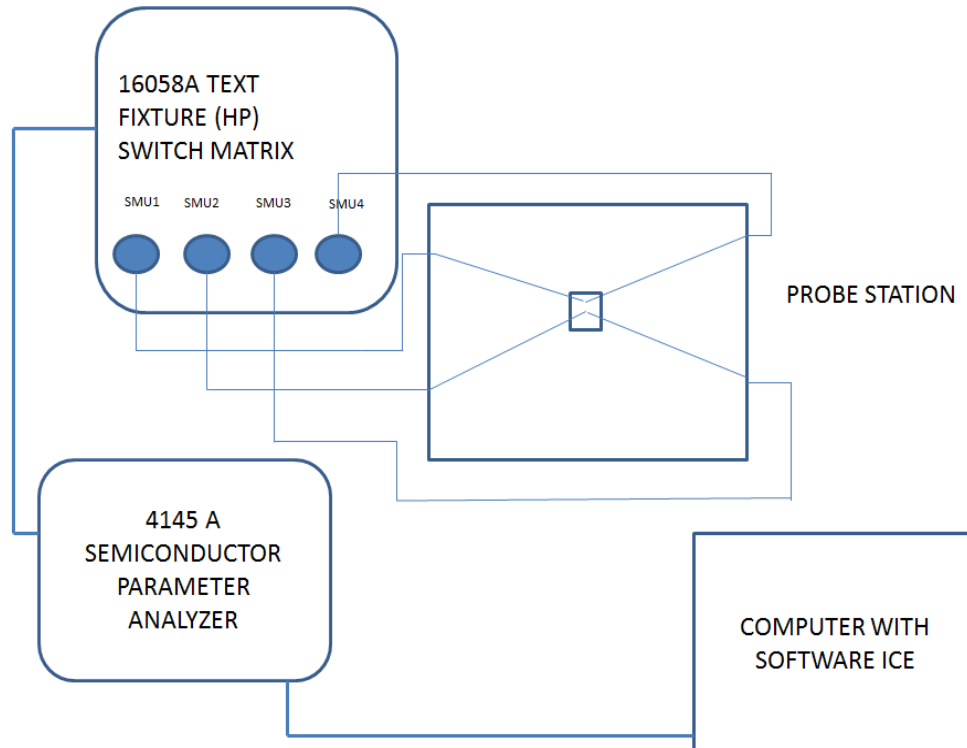 16058A TEXT
FIXTURE (HP)
SWITCH MATRIX
SMU1 SMU2 SMU3 SMU4
PROBE STATION
4145 A
SEMICONDUCTOR
PARAMETER
ANALYZER
COMPUTER WITH
SOFTWARE ICE